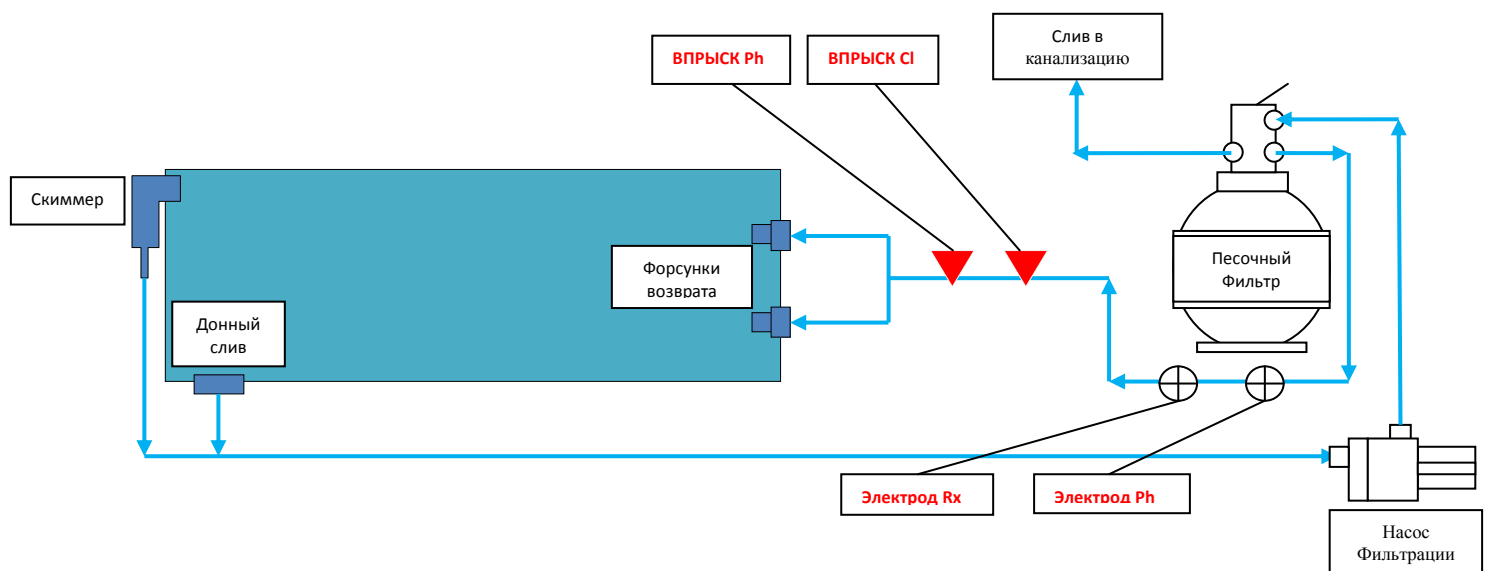 ВПРЫСК Ph
ВПРЫСК Cl
Слив в
канализацию
Скиммер
Песочный
Фильтр
Форсунки
возврата
Донный
слив
Электрод Rx
Электрод Ph
Насос
Фильтрации